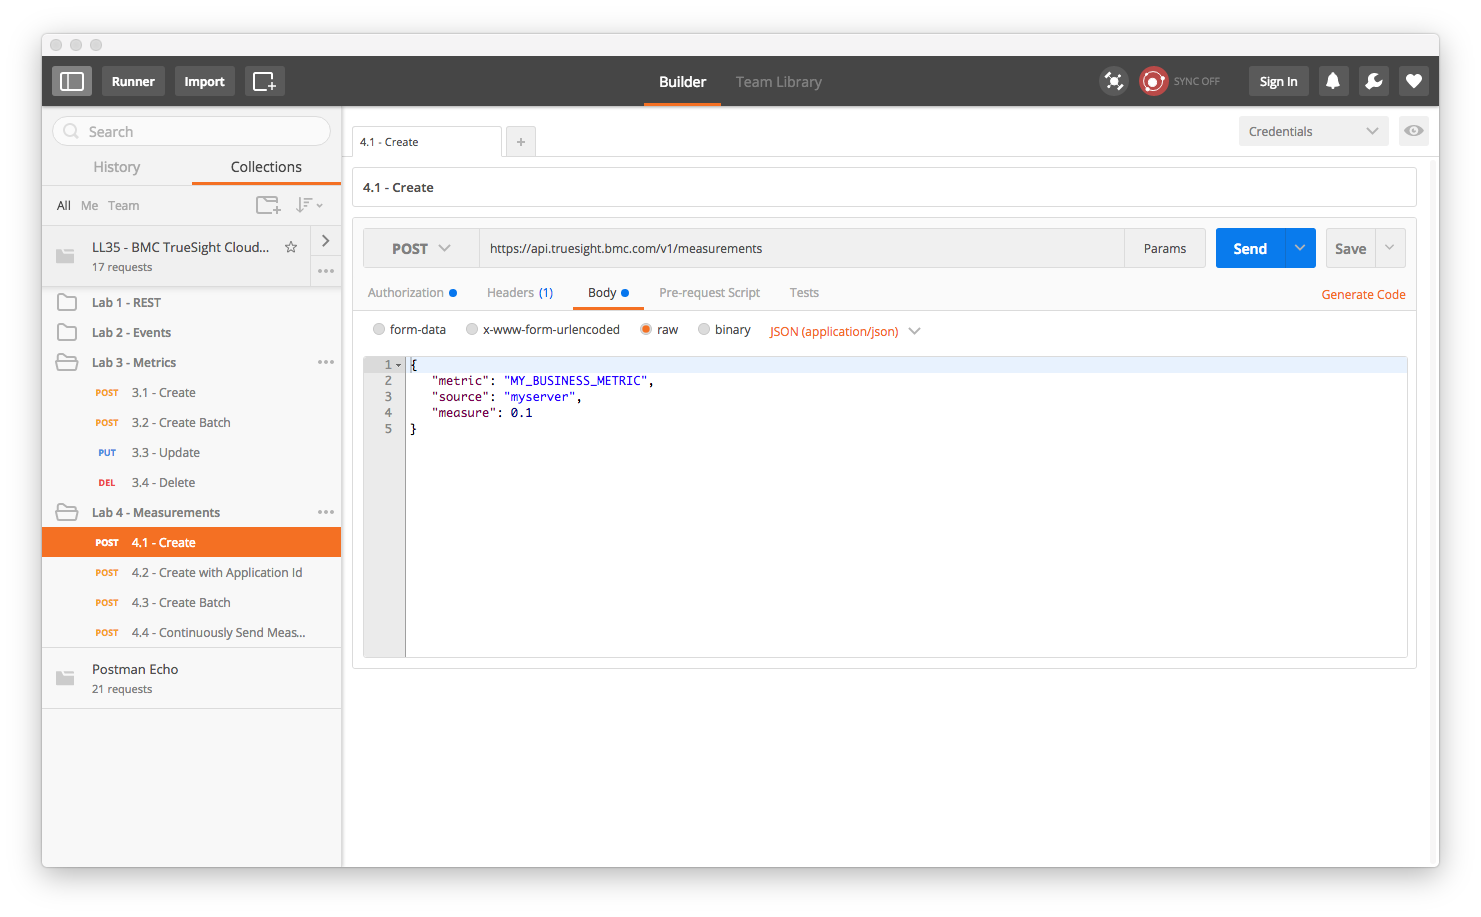 Runner
Import
Builder
Team Library
SYNC OFF
Sign In
Search
History
Collections
All Me Team
LL35 - BMC TrueSight Cloud...
17 requests
Lab 1 - REST
Lab 2 - Events
Lab 3 - Metrics
POST 3.1 - Create
POST 3.2 - Create Batch
PUT 3.3 - Update
DEL 3.4 - Delete
Lab 4 - Measurements
POST 4.1 - Create
POST 4.2 - Create with Application Id
POST 4.3 - Create Batch
POST 4.4 - Continuously Send Meas...
Postman Echo
21 requests
4.1 - Create
+
Credentials
4.1 - Create
POST
https://api.truesight.bmc.com/v1/measurements
Params
Send
Save
Authorization
Headers (1)
Body
Pre-request Script
Tests
Generate Code
form-data
x-www-form-urlencoded
raw
binary
JSON (application/json)
1 {
2 "metric": "MY_BUSINESS_METRIC",
3 "source": "myserver",
4 "measure": 0.1
5 }